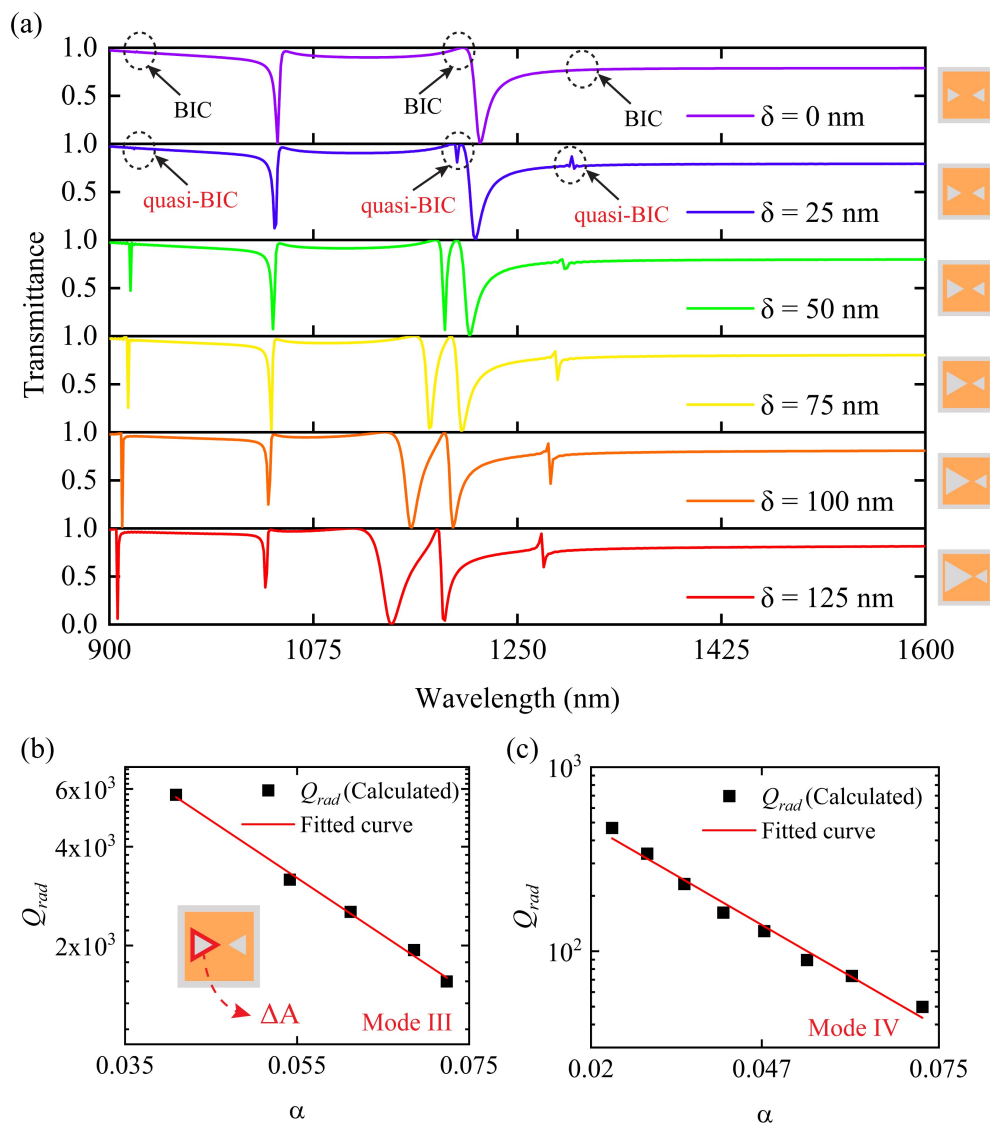 (a)
Transmittance
1.0
0.5
BIC
BIC
BIC
δ = 0 nm
1.0
0.5
quasi-BIC
quasi-BIC
quasi-BIC
δ = 25 nm
1.0
0.5
δ = 50 nm
1.0
0.5
δ = 75 nm
1.0
0.5
δ = 100 nm
1.0
0.5
δ = 125 nm
0.0
900 1075 1250 1425 1600
Wavelength (nm)
(b)
Q_rad
6x10³
4x10³
2x10³
Q_rad (Calculated)
Fitted curve
ΔA
Mode III
0.035 0.055 0.075
α
(c)
Q_rad
10³
10²
Q_rad (Calculated)
Fitted curve
Mode IV
0.02 0.047 0.075
α